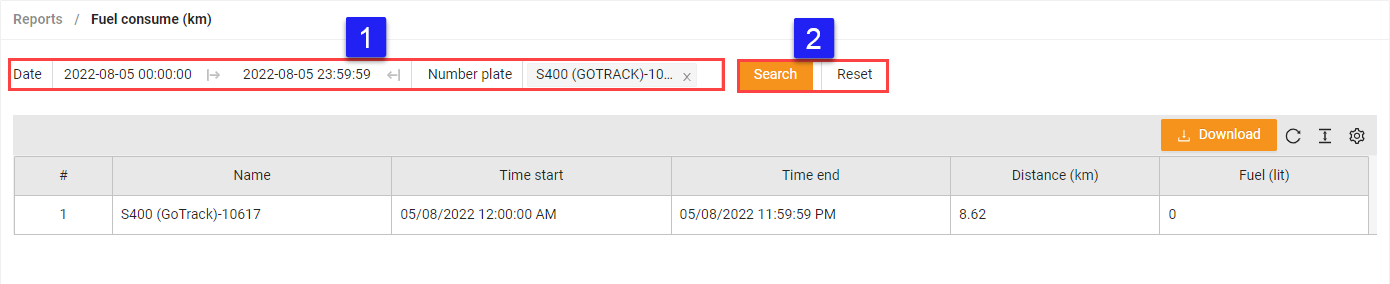 Reports / Fuel consume (km)
1
2
Date 2022-08-05 00:00:00 2022-08-05 23:59:59 Number plate S400 (GOTRACK)-10... x Search Reset
Download
# Name Time start Time end Distance (km) Fuel (lit)
1 S400 (GoTrack)-10617 05/08/2022 12:00:00 AM 05/08/2022 11:59:59 PM 8.62 0